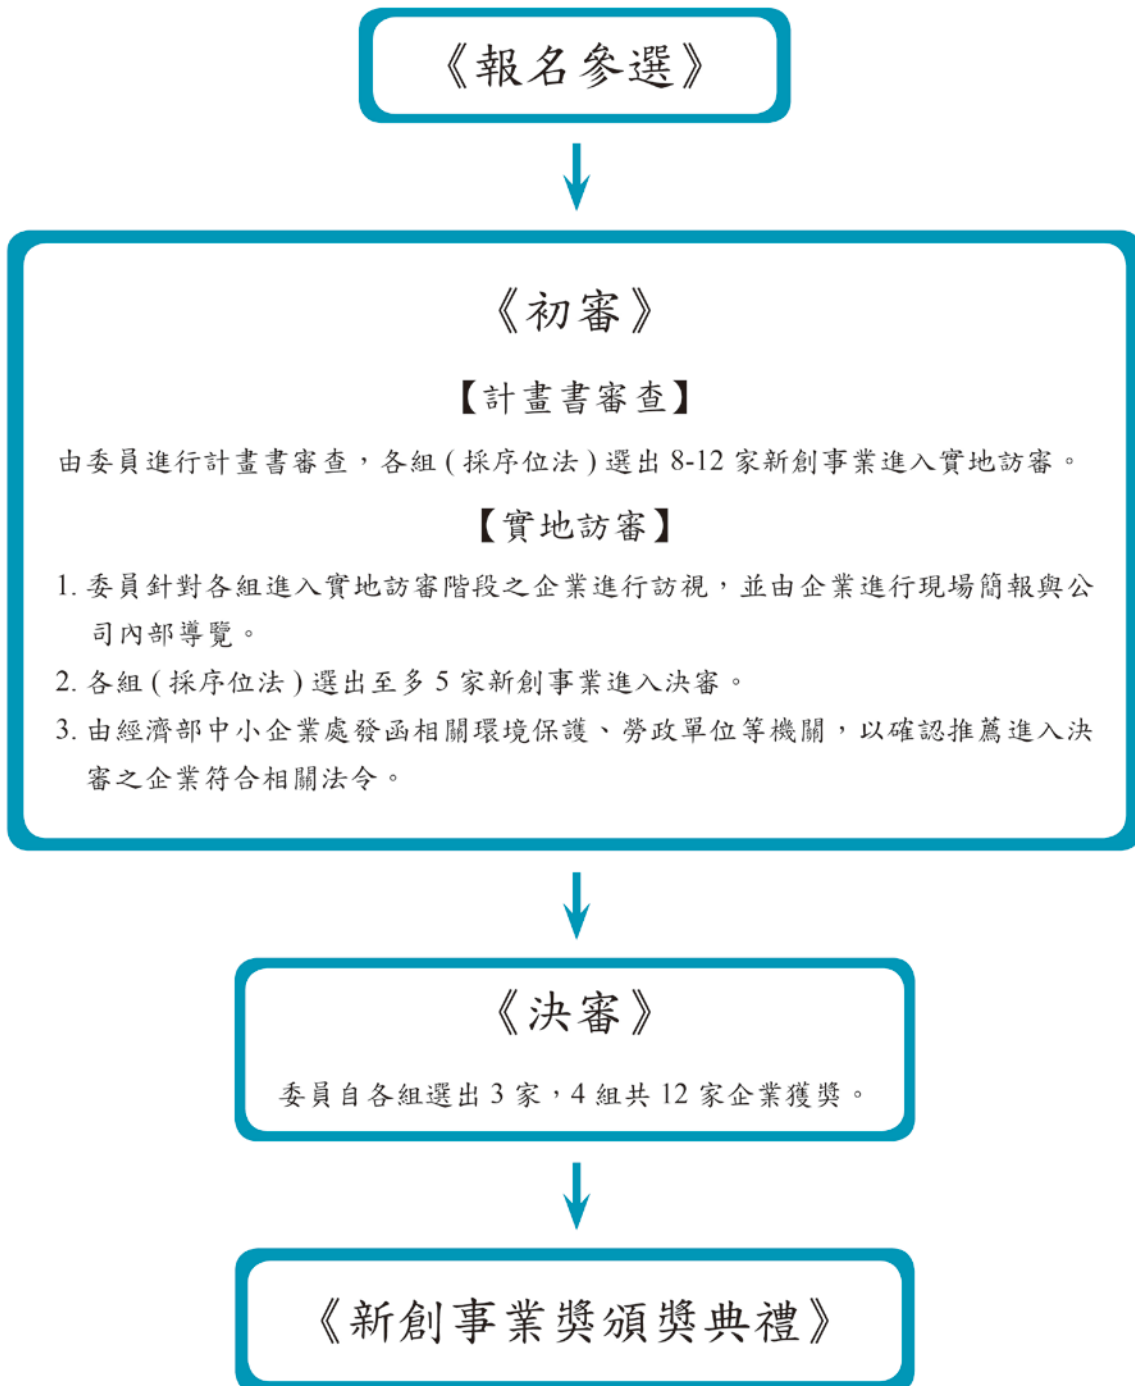 《報名參選》
《初審》
【計畫書審查】
由委員進行計畫書審查，各組(採序位法)選出 8-12 家新創事業進入實地訪審。
【實地訪審】
1. 委員針對各組進入實地訪審階段之企業進行訪視，並由企業進行現場簡報與公
司內部導覽。
2. 各組(採序位法)選出至多 5 家新創事業進入決審。
3. 由經濟部中小企業處發函相關環境保護、勞政單位等機關，以確認推薦進入決
審之企業符合相關法令。
《決審》
委員自各組選出 3 家，4 組共 12 家企業獲獎。
《新創事業獎頒獎典禮》